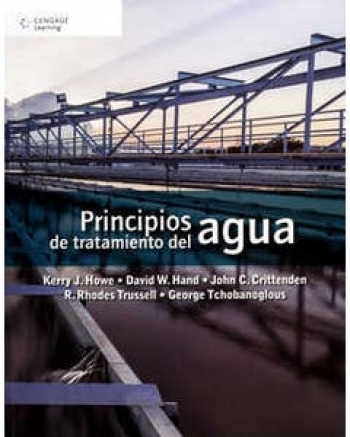 CENGAGE
Learning
Principios
de tratamiento del agua
Kerry J. Howe • David W. Hand • John C. Crittenden
R. Rhodes Trussell • George Tchobanoglous